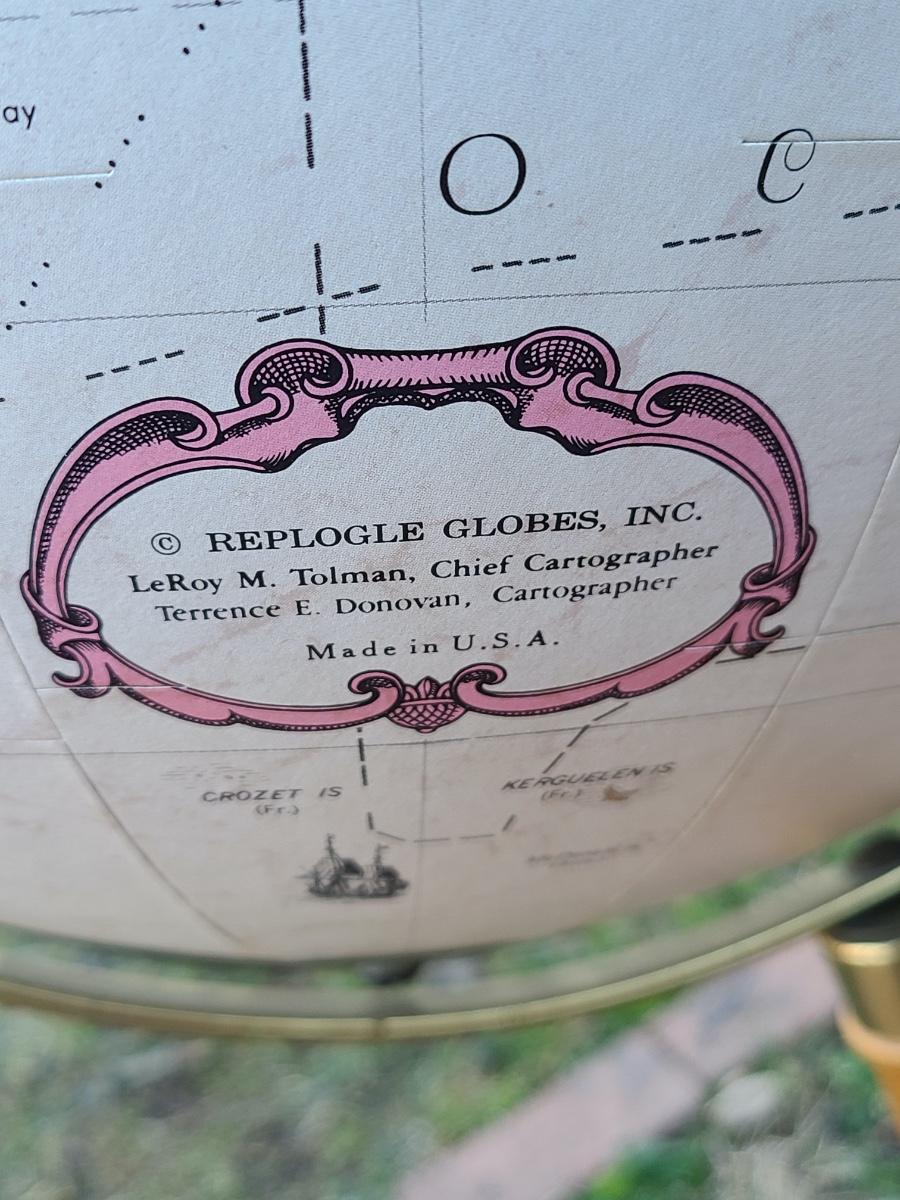 ay
O C
© REPLOGLE GLOBES, INC.
LeRoy M. Tolman, Chief Cartographer
Terrence E. Donovan, Cartographer
Made in U.S.A.
CROZET IS
(Fr.)
KERGUELEN IS
(Fr.)